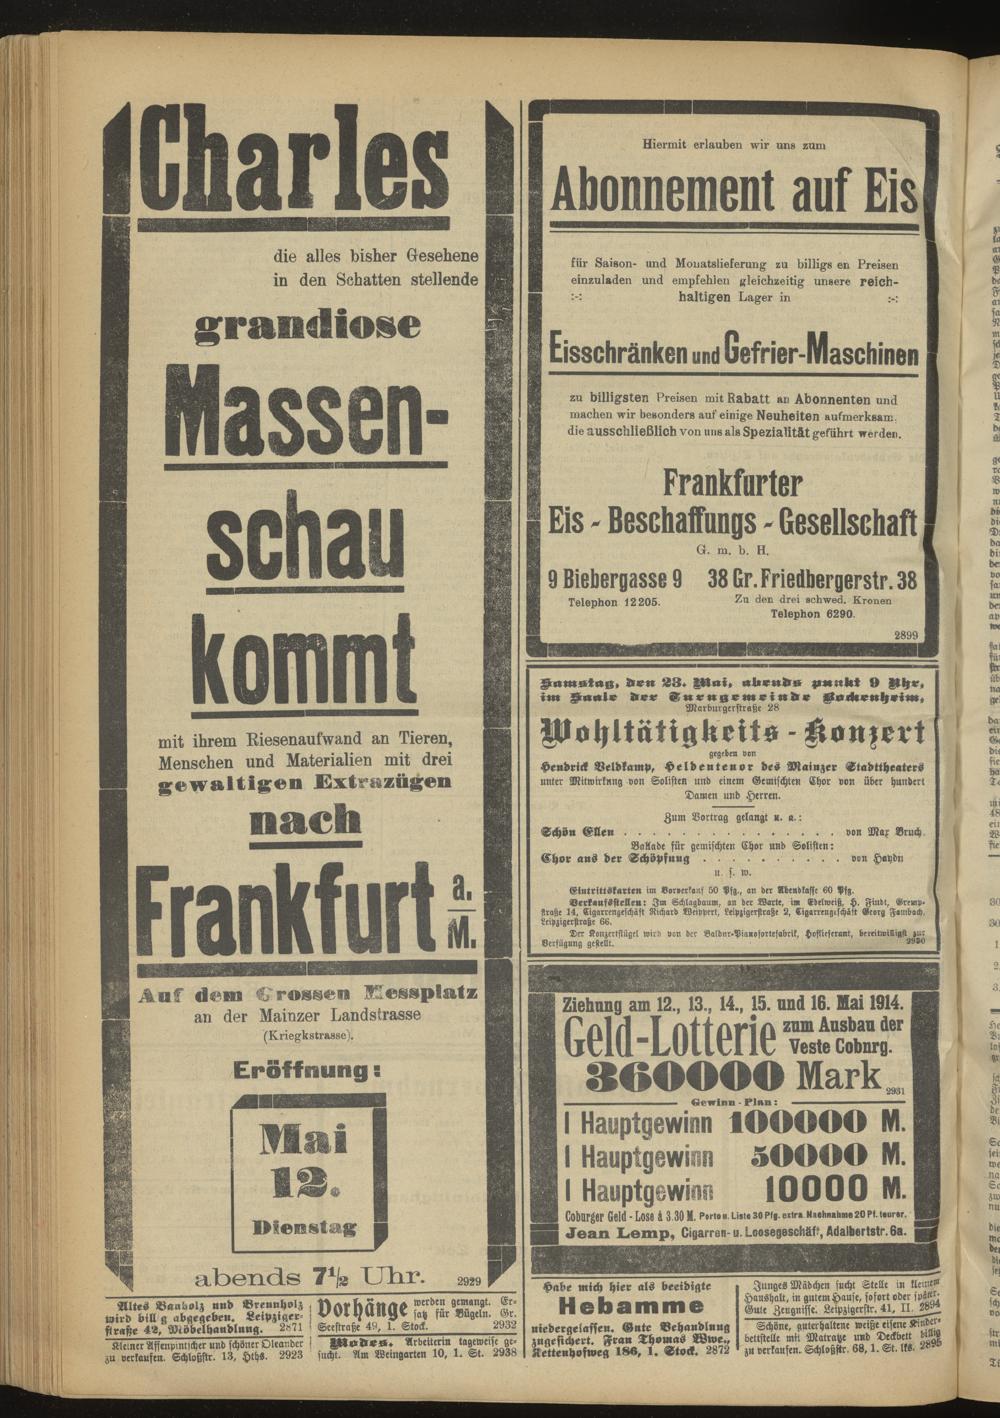 Charles
die alles bisher Gesehene
in den Schatten stellende
grandiose
Massen-
schau
kommt
mit ihrem Riesenaufwand an Tieren,
Menschen und Materialien mit drei
gewaltigen Extrazügen
nach
Frankfurt a. M.
Auf dem Grossen Messplatz
an der Mainzer Landstrasse
(Kriegkstrasse).
Eröffnung:
Mai
12.
Dienstag
abends 7½ Uhr. 2929
Altes Bauholz und Brennholz
wird bill'g abgegeben. Leipziger-
straße 42, Möbelhandlung. 2871
Kleiner Affenpintscher und schöner Oleander
zu verkaufen. Schloßstr. 13, Hths. 2923
Vorhänge werden gemangt. Er-
satz für Bügeln. Gr.
Seestraße 49, 1. Stock. 2932
Modes. Arbeiterin tageweise ge-
sucht. Am Weingarten 10, 1. St. 2938
Hiermit erlauben wir uns zum
Abonnement auf Eis
für Saison- und Monatslieferung zu billigs en Preisen
einzuladen und empfehlen gleichzeitig unsere reich-
:-: haltigen Lager in :-:
Eisschränken und Gefrier-Maschinen
zu billigsten Preisen mit Rabatt an Abonnenten und
machen wir besonders auf einige Neuheiten aufmerksam,
die ausschließlich von uns als Spezialität geführt werden.
Frankfurter
Eis - Beschaffungs - Gesellschaft
G. m. b. H.
9 Biebergasse 9 38 Gr. Friedbergerstr. 38
Telephon 12205. Zu den drei schwed. Kronen
Telephon 6290.
2899
Samstag, den 23. Mai, abends punkt 9 Uhr,
im Saale der Turngemeinde Bockenheim,
Marburgerstraße 28
Wohltätigkeits - Konzert
gegeben von
Hendrick Veldkamp, Heldentenor des Mainzer Stadttheaters
unter Mitwirkung von Solisten und einem Gemischten Chor von über hundert
Damen und Herren.
Zum Vortrag gelangt u. a.:
Schön Ellen . . . . . . . . . . . . . . . von Max Bruch.
Ballade für gemischten Chor und Solisten:
Chor aus der Schöpfung . . . . . . . . . . von Haydn
u. s. w.
Eintrittskarten im Vorverkauf 50 Pfg., an der Abendkasse 60 Pfg.
Verkaufsstellen: Im Schlagbaum, an der Warte, im Edelweiß, H. Findt, Gremp-
straße 14, Cigarrengeschäft Richard Weippert, Leipzigerstraße 2, Cigarrengeschäft Georg Fambach,
Leipzigerstraße 66.
Der Konzertflügel wird von der Baldur-Pianofortefabrik, Hoflieferant, bereitwilligst zur
Verfügung gestellt. 2930
Ziehung am 12., 13., 14., 15. und 16. Mai 1914.
Geld-Lotterie zum Ausbau der
Veste Cobnrg.
360000 Mark 2931
Gewinn-Plan:
1 Hauptgewinn 100000 M.
1 Hauptgewinn 50000 M.
1 Hauptgewinn 10000 M.
Coburger Geld-Lose à 3.30 M. Porto u. Liste 30 Pfg. extra. Nachnahme 20 Pf. teurer.
Jean Lemp, Cigarren- u. Loosegeschäft, Adalbertstr. 6a.
Habe mich hier als beeidigte
Hebamme
niedergelassen. Gute Behandlung
zugesichert. Frau Thomas Wwe.,
Rettenhofweg 186, 1. Stock. 2872
Junges Mädchen sucht Stelle in kleinem
Haushalt, in gutem Hause, sofort oder später.
Gute Zeugnisse. Leipzigerstr. 41, II. 2894
Schöne, guterhaltene weiße eiserne Kinder-
bettstelle mit Matratze und Deckbett billig
zu verkaufen. Schloßstr. 68, 1. St. lks. 2895